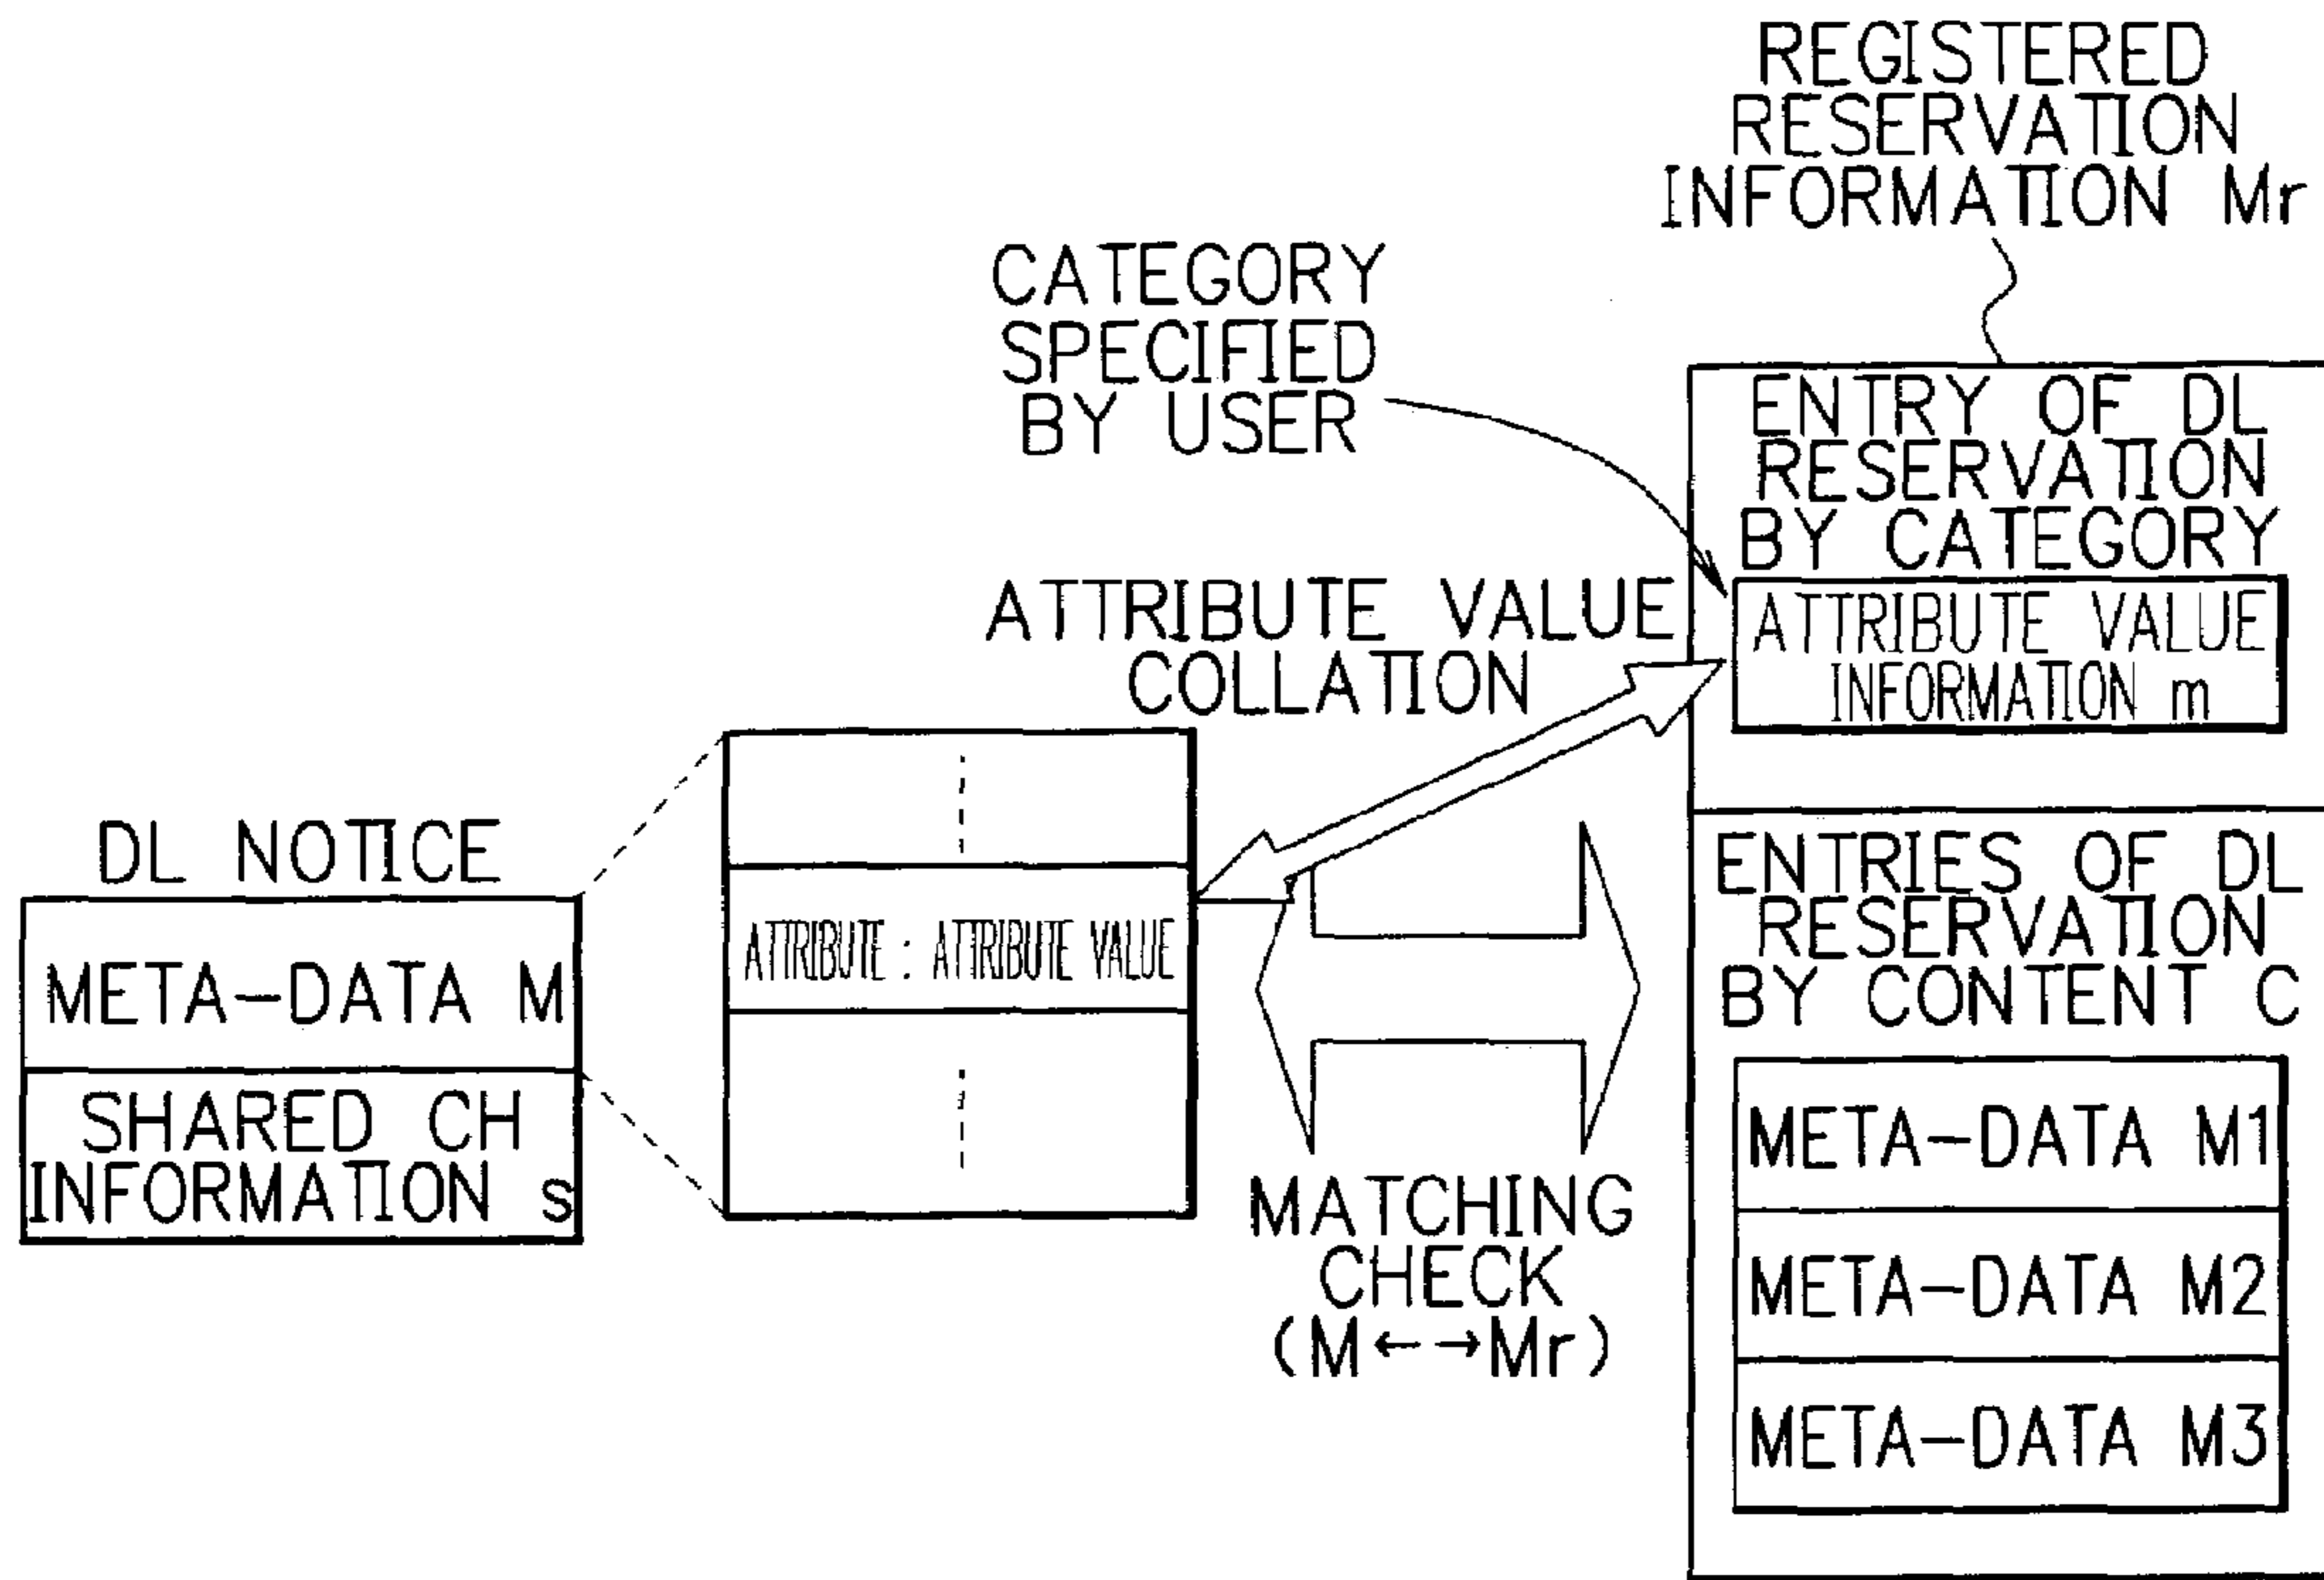 REGISTERED
RESERVATION
INFORMATION Mr
CATEGORY
SPECIFIED
BY USER
ENTRY OF DL
RESERVATION
BY CATEGORY
ATTRIBUTE VALUE
INFORMATION m
ATTRIBUTE VALUE
COLLATION
DL NOTICE
META-DATA M
SHARED CH
INFORMATION s
ATTRIBUTE : ATTRIBUTE VALUE
MATCHING
CHECK
(M←→Mr)
ENTRIES OF DL
RESERVATION
BY CONTENT C
META-DATA M1
META-DATA M2
META-DATA M3